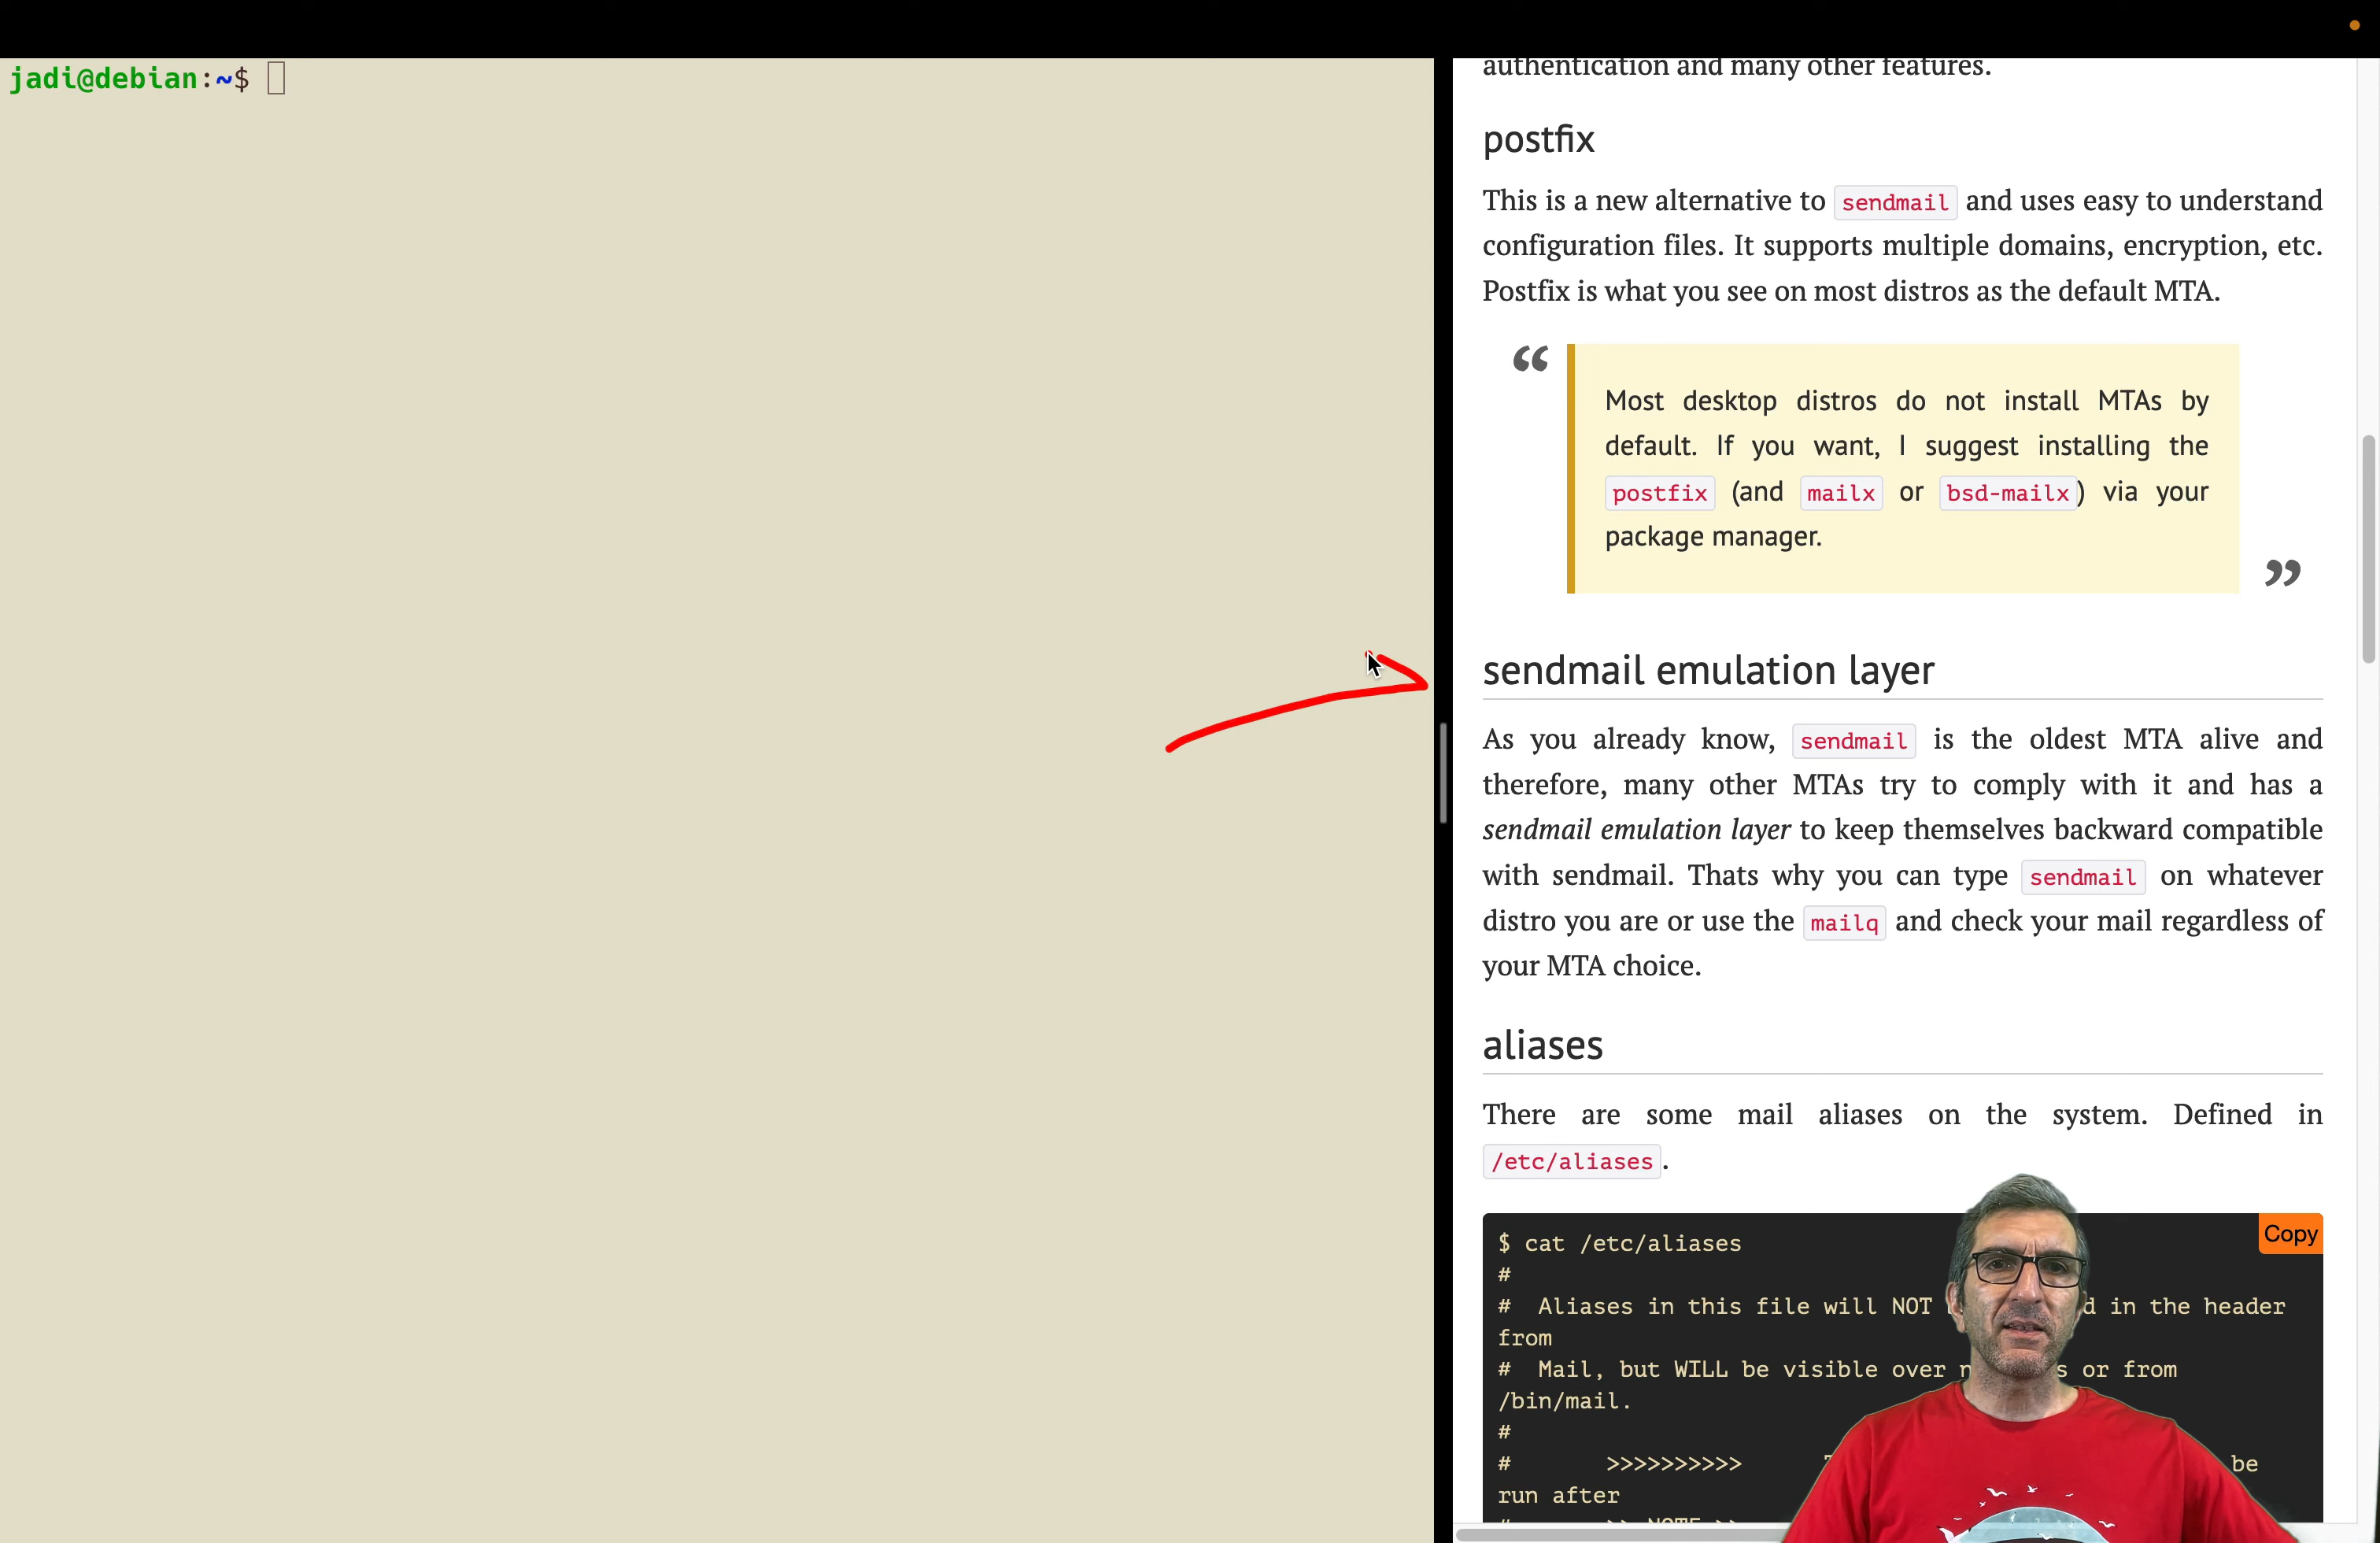 jadi@debian:~$
authentication and many other features.
postfix
This is a new alternative to sendmail and uses easy to understand
configuration files. It supports multiple domains, encryption, etc.
Postfix is what you see on most distros as the default MTA.
“
Most desktop distros do not install MTAs by
default. If you want, I suggest installing the
postfix (and mailx or bsd-mailx) via your
package manager.
”
sendmail emulation layer
As you already know, sendmail is the oldest MTA alive and
therefore, many other MTAs try to comply with it and has a
sendmail emulation layer to keep themselves backward compatible
with sendmail. Thats why you can type sendmail on whatever
distro you are or use the mailq and check your mail regardless of
your MTA choice.
aliases
There are some mail aliases on the system. Defined in
/etc/aliases.
Copy
$ cat /etc/aliases
#
# Aliases in this file will NOT in the header
from
# Mail, but WILL be visible over or from
/bin/mail.
#
# >>>>>>>>>> be
run after
# >> NOTE >>